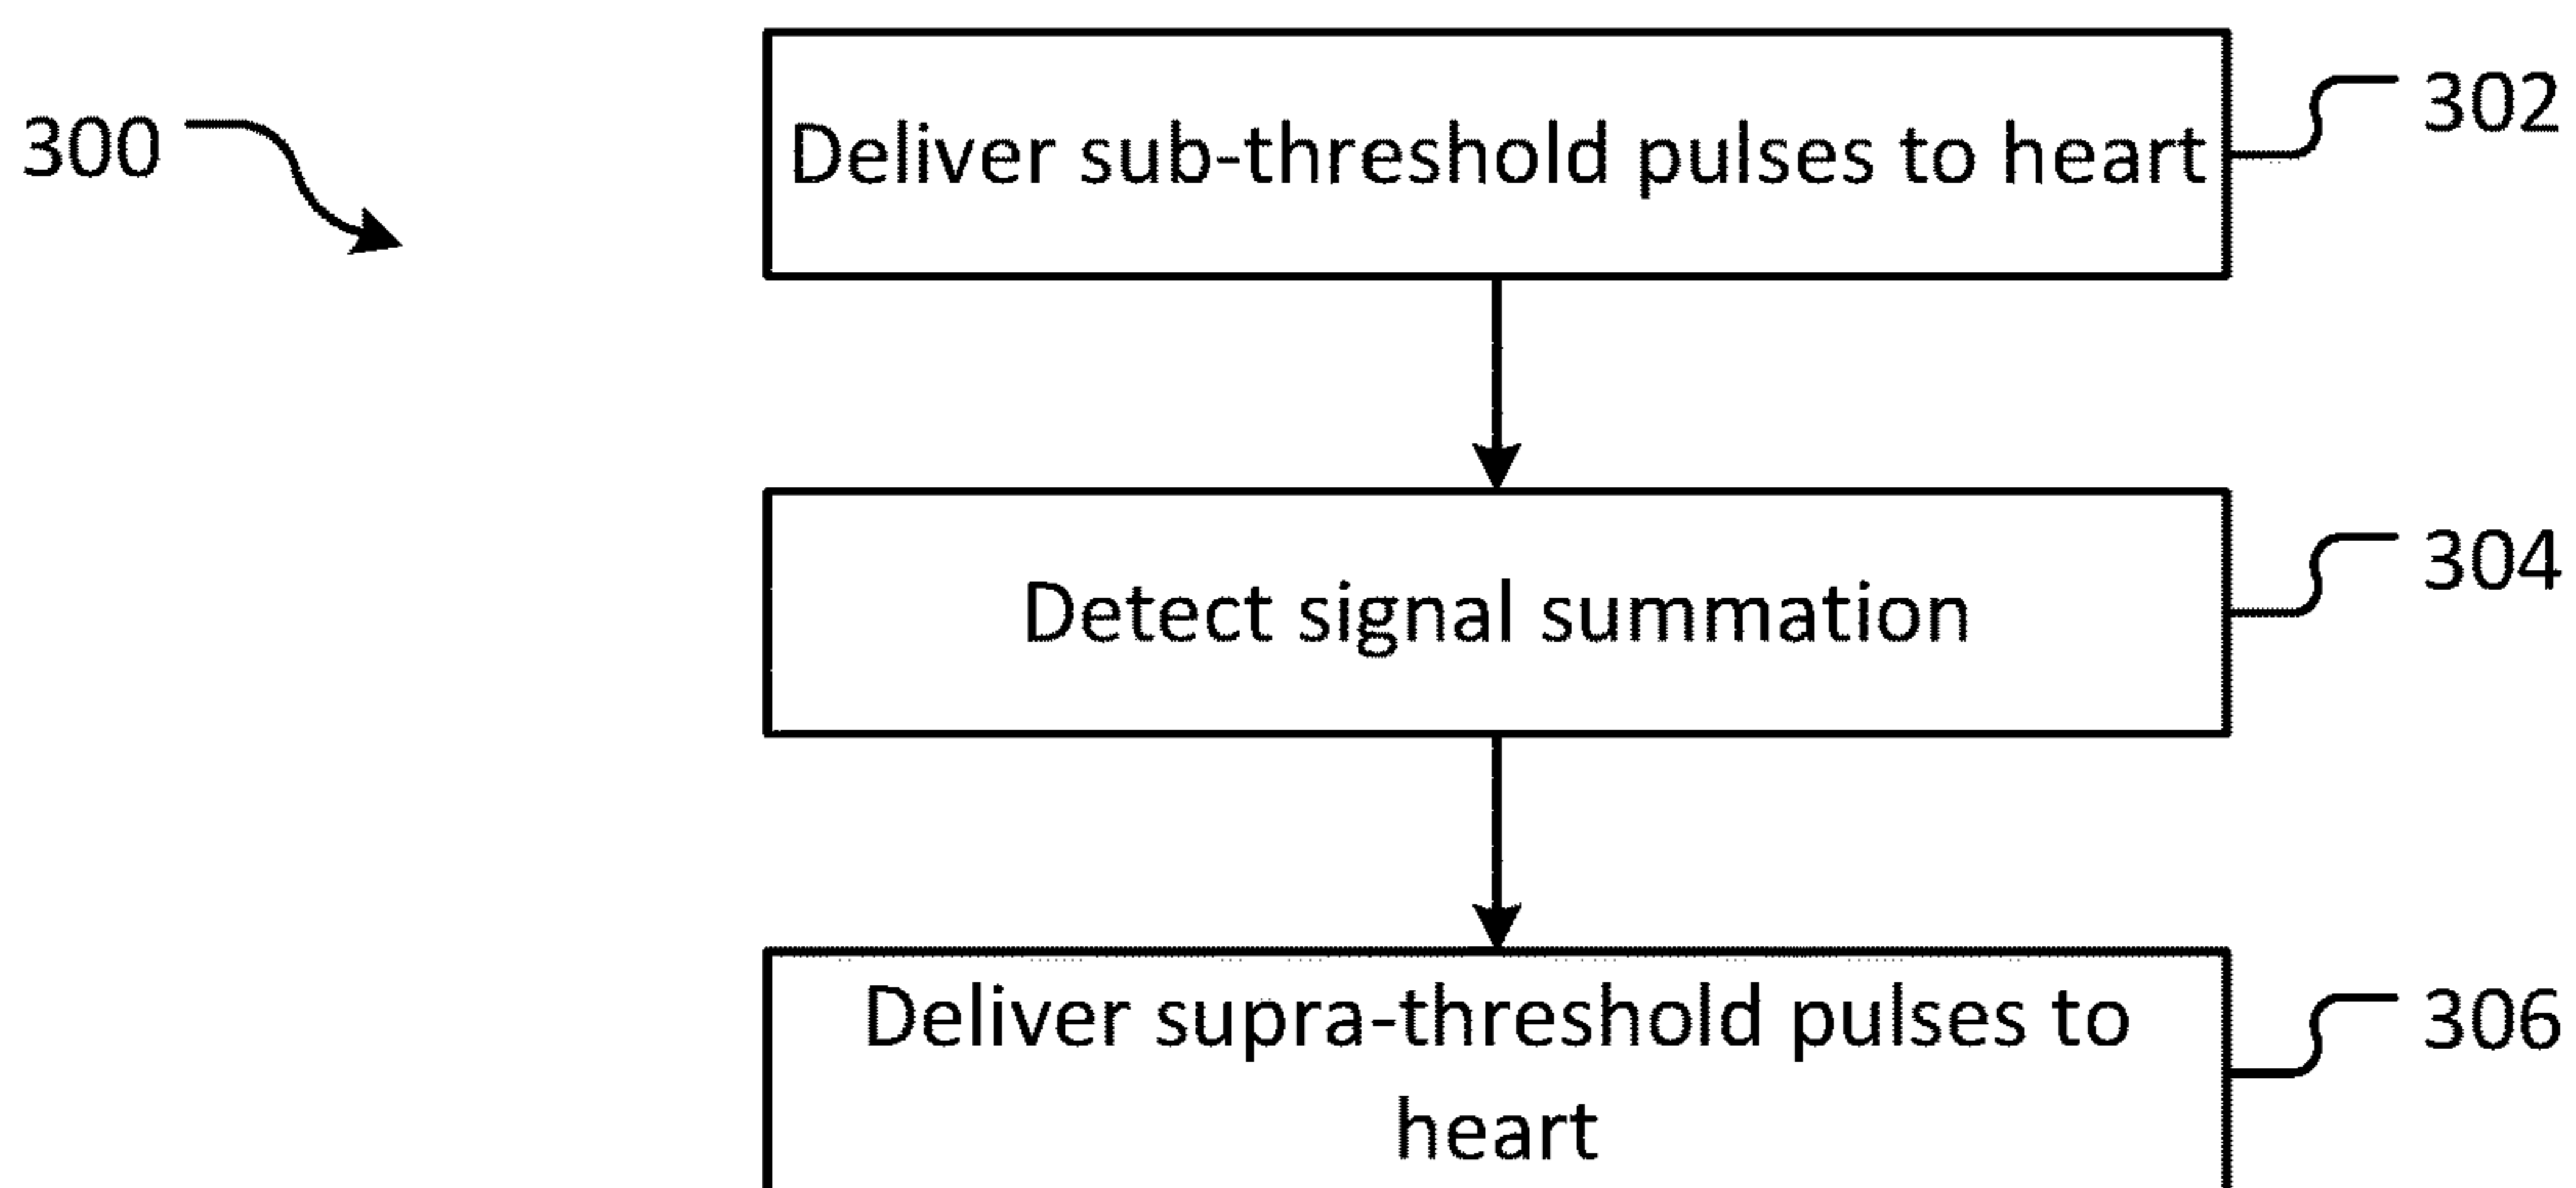 300
Deliver sub-threshold pulses to heart
302
Detect signal summation
304
Deliver supra-threshold pulses to
heart
306